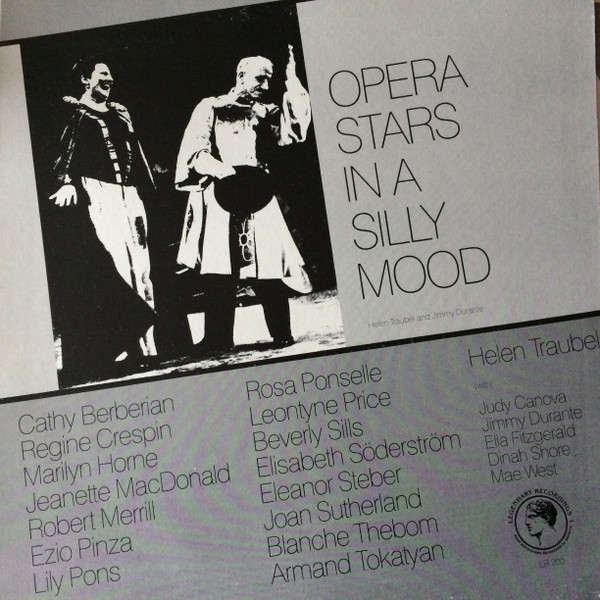 OPERA
STARS
IN A
SILLY
MOOD
Helen Traubel and Jimmy Durante
Cathy Berberian
Regine Crespin
Marilyn Horne
Jeanette MacDonald
Robert Merrill
Ezio Pinza
Lily Pons
Rosa Ponselle
Leontyne Price
Beverly Sills
Elisabeth Söderström
Eleanor Steber
Joan Sutherland
Blanche Thebom
Armand Tokatyan
Helen Traubel
(with)
Judy Canova
Jimmy Durante
Ella Fitzgerald
Dinah Shore
Mae West
LEGENDARY RECORDINGS
LR 200